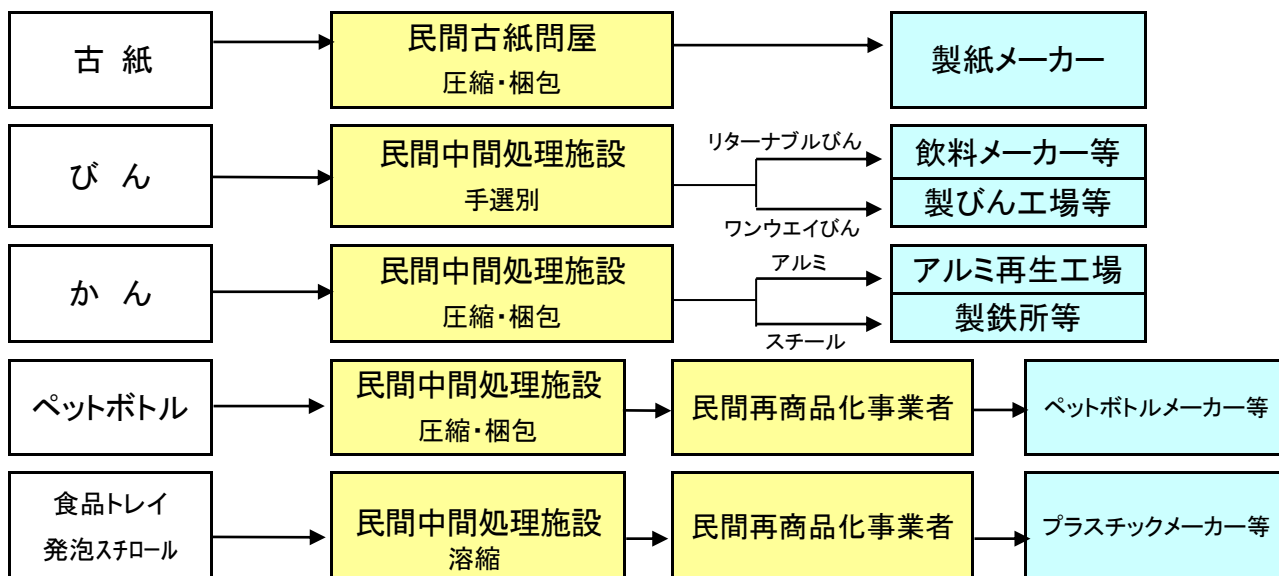 古 紙
民間古紙問屋
圧縮・梱包
製紙メーカー
び ん
民間中間処理施設
手選別
リターナブルびん
ワンウエイびん
飲料メーカー等
製びん工場等
か ん
民間中間処理施設
圧縮・梱包
アルミ
スチール
アルミ再生工場
製鉄所等
ペットボトル
民間中間処理施設
圧縮・梱包
民間再商品化事業者
ペットボトルメーカー等
食品トレイ
発泡スチロール
民間中間処理施設
溶縮
民間再商品化事業者
プラスチックメーカー等